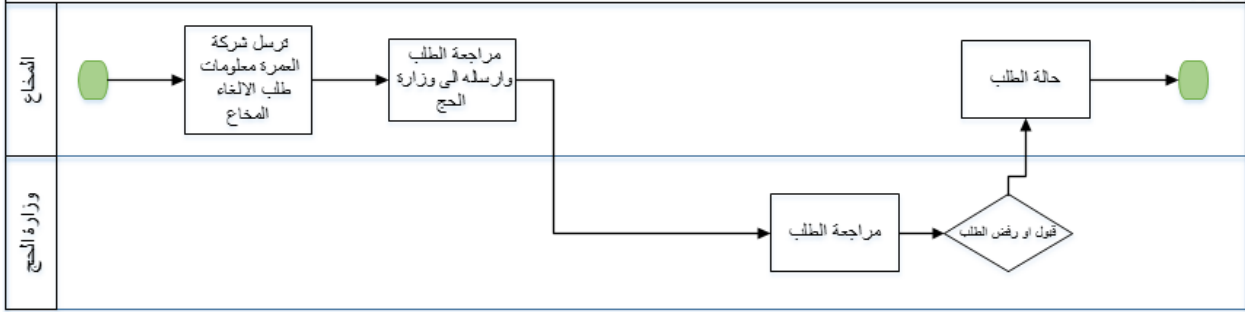 المخاع
ترسل شركة
العمرة معلومات
طلب الالغاء
المخاع
مراجعة الطلب
وارساله الى وزارة
الحج
حالة الطلب
وزارة الحج
مراجعة الطلب
قبول او رفض الطلب